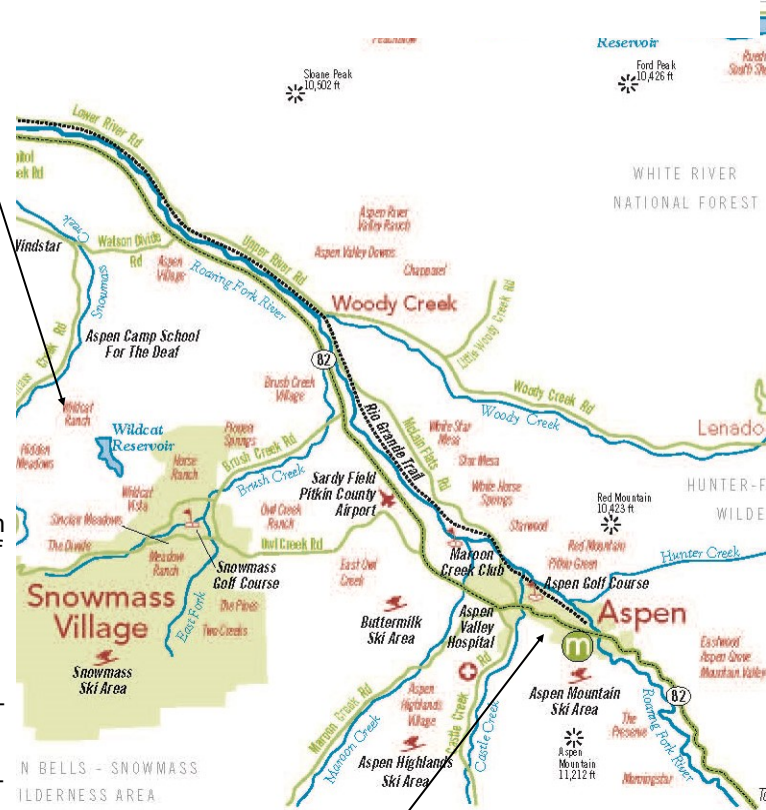 Reservoir
Sloane Peak
10,502 ft
Ford Peak
10,426 ft
Lower River Rd
WHITE RIVER
NATIONAL FOREST
Watson Divide
Rd
Aspen
Village
Snowmass
Creek
Upper River Rd
Roaring Fork River
Aspen River
Valley Ranch
Aspen Valley Downs
Chaparral
Woody Creek
Little Woody Creek Rd
Aspen Camp School
For The Deaf
Creek Rd
82
Woody Creek Rd
Woody Creek
Lenado
Brush Creek
Village
Rio Grande Trail
McLain Flats
Rd
White Star
Mesa
Star Mesa
White Horse
Springs
Starwood
Wildcat
Ranch
Wildcat
Reservoir
Hidden
Meadows
Horse
Ranch
Brush Creek Rd
Brush Creek
Wildcat
Vista
Sinclair Meadows
The Divide
Meadow
Ranch
Owl Creek
Ranch
Owl Creek Rd
Sardy Field
Pitkin County
Airport
Red Mountain
10,423 ft
Red Mountain
Pitkin Green
Hunter Creek
Snowmass
Golf Course
East Owl
Creek
Maroon
Creek Club
Aspen Golf Course
Snowmass
Village
East Fork
The Pines
Two Creeks
Snowmass
Ski Area
Buttermilk
Ski Area
Aspen
Valley
Hospital
Aspen
m
Eastwood
Aspen Grove
Mountain Valley
Aspen Mountain
Ski Area
82
Roaring Fork River
Maroon Creek Rd
Maroon Creek
Aspen
Highlands
Village
Castle Creek
Rd
Castle Creek
Aspen Highlands
Ski Area
The
Preserve
Aspen
Mountain
11,212 ft
Morningstar
N BELLS - SNOWMASS
ILDERNESS AREA